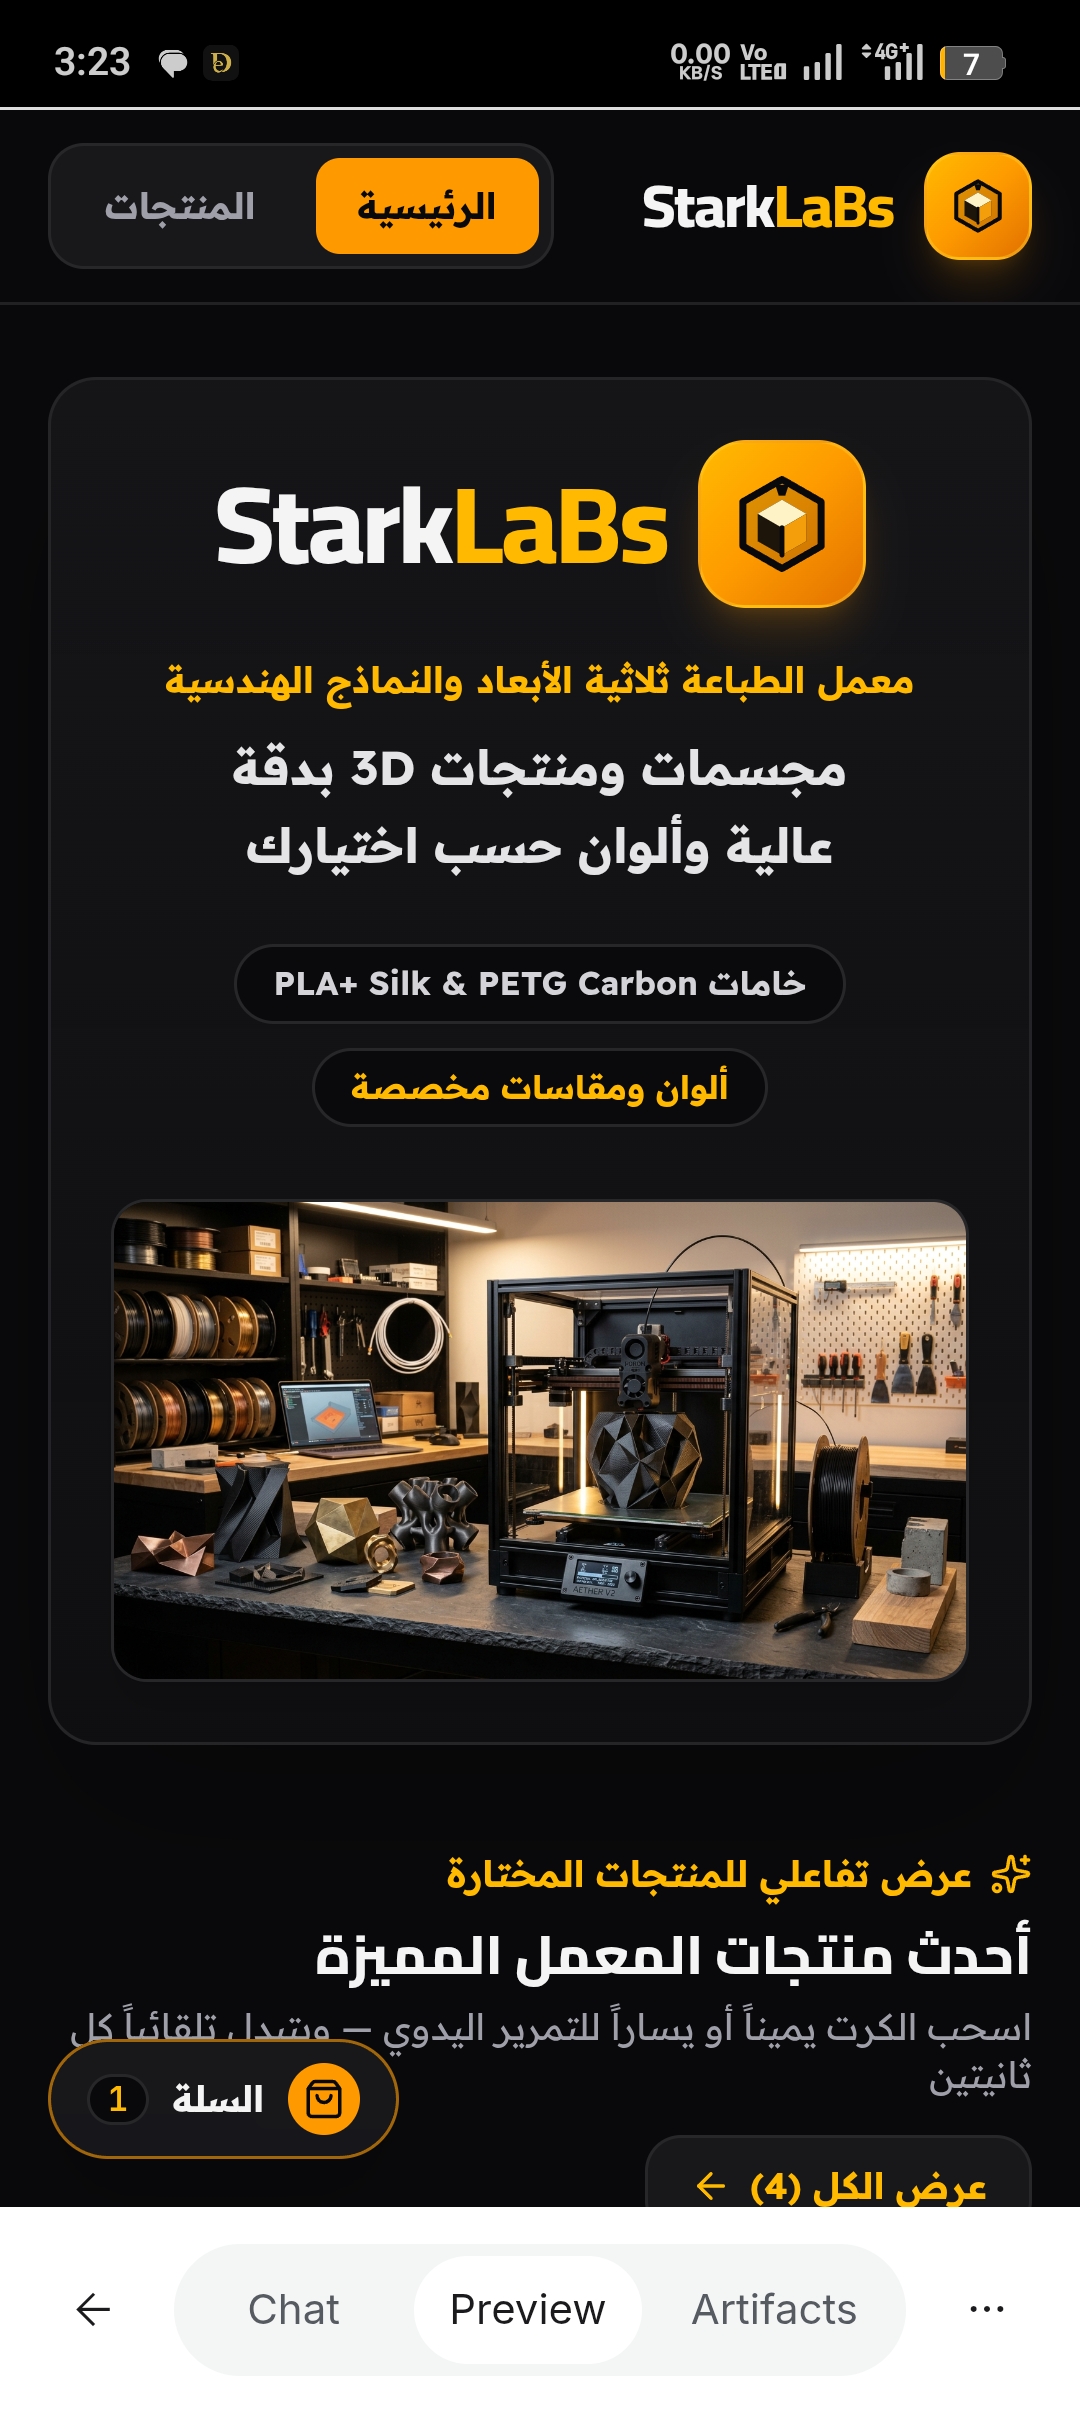 3:23
0.00 KB/S
Vo LTE
4G+
7
StarkLaBs
الرئيسية
المنتجات
StarkLaBs
معمل الطباعة ثلاثية الأبعاد والنماذج الهندسية
مجسمات ومنتجات 3D بدقة
عالية وألوان حسب اختيارك
خامات PLA+ Silk & PETG Carbon
ألوان ومقاسات مخصصة
AETHER V2
عرض تفاعلي للمنتجات المختارة
أحدث منتجات المعمل المميزة
اسحب الكرت يميناً أو يساراً للتمرير اليدوي — وتتبدل تلقائياً كل
ثانيتين
السلة
1
عرض الكل (4)
Chat
Preview
Artifacts